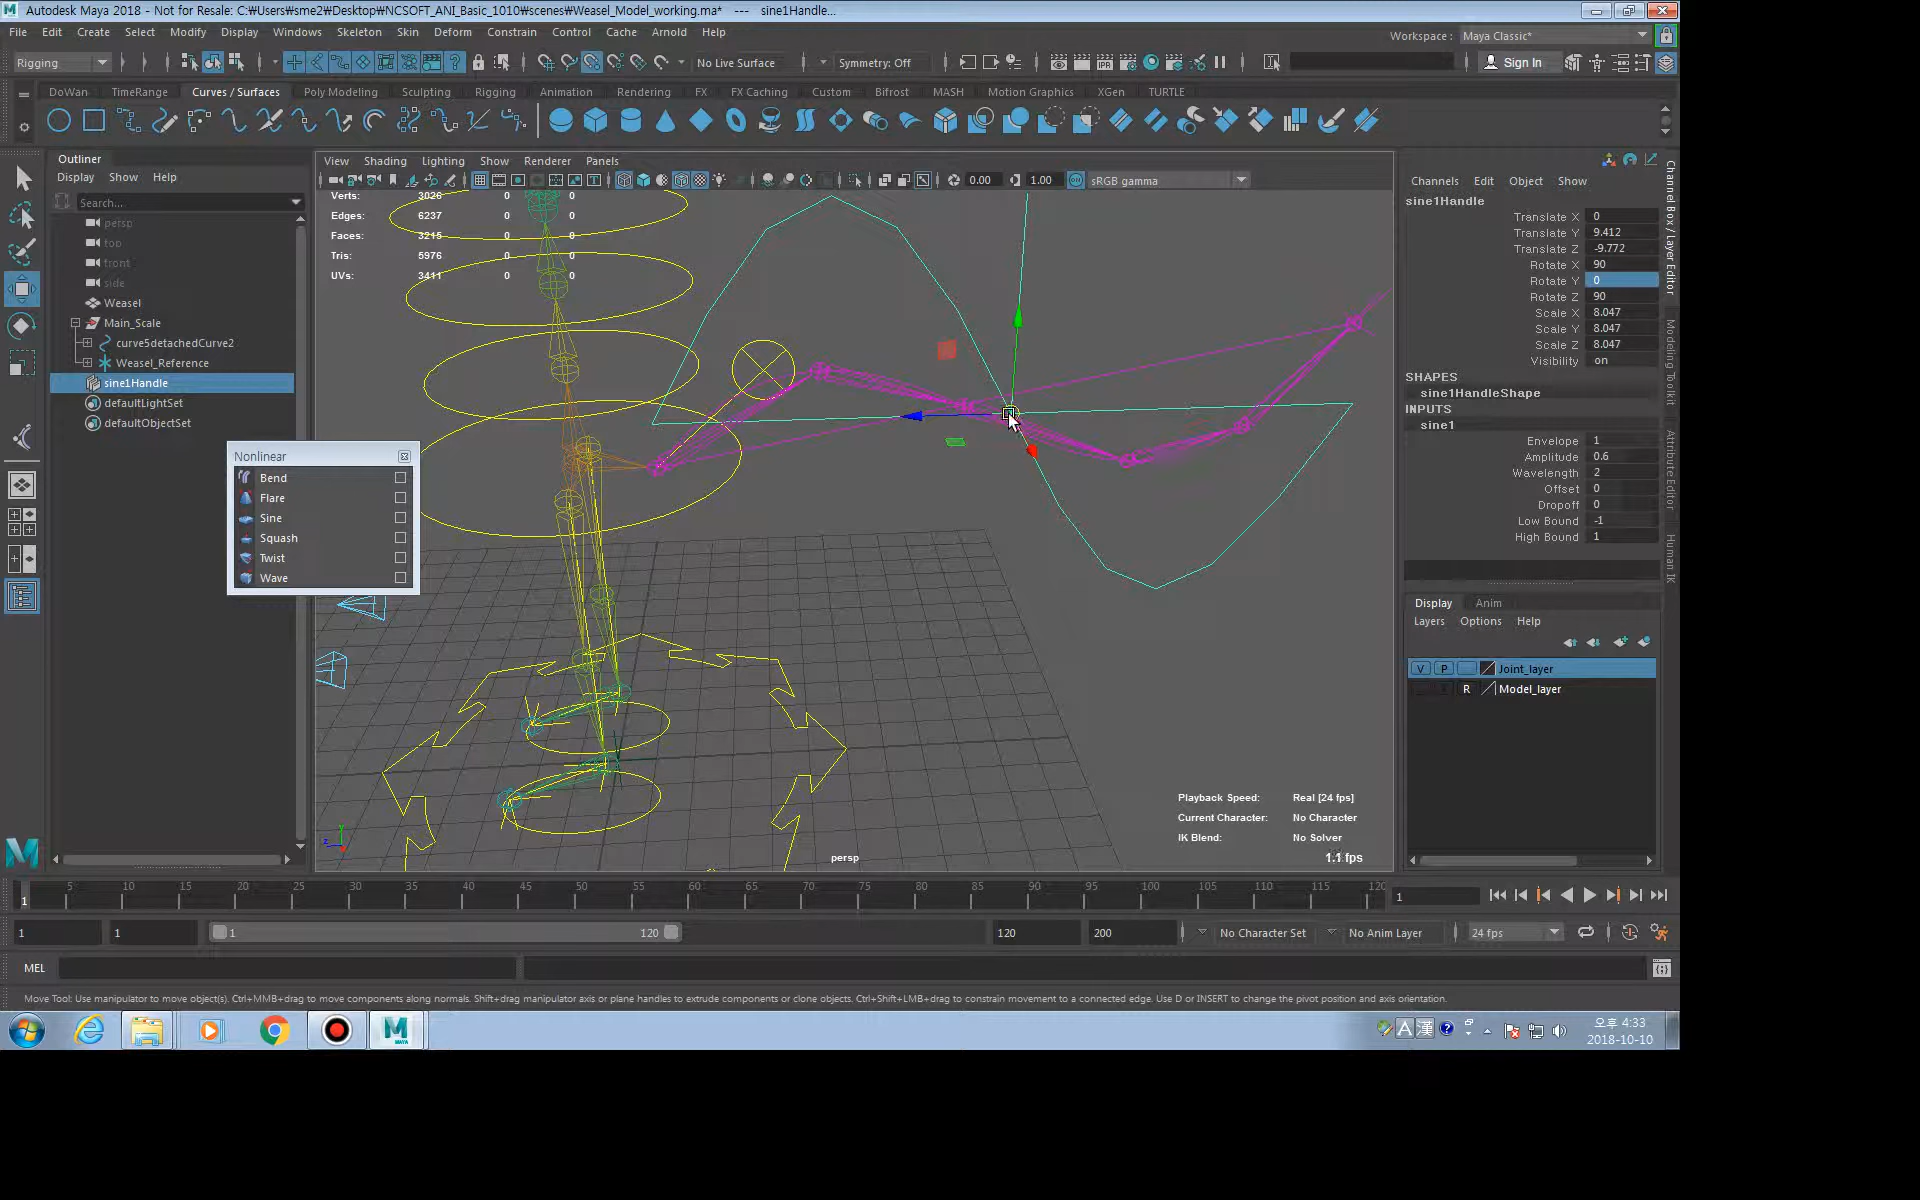 Autodesk Maya 2018 - Not for Resale: C:₩Users₩sme2₩Desktop₩NCSOFT_ANI_Basic_1010₩scenes₩Weasel_Model_working.ma*   ---   sine1Handle...
File Edit Create Select Modify Display Windows Skeleton Skin Deform Constrain Control Cache Arnold Help
Workspace : Maya Classic*
Rigging
No Live Surface
Symmetry: Off
Sign In
DoWan TimeRange Curves / Surfaces Poly Modeling Sculpting Rigging Animation Rendering FX FX Caching Custom Bifrost MASH Motion Graphics XGen TURTLE
Outliner
Display Show Help
Search...
persp
top
front
side
Weasel
Main_Scale
curve5detachedCurve2
Weasel_Reference
sine1Handle
defaultLightSet
defaultObjectSet
Nonlinear
Bend
Flare
Sine
Squash
Twist
Wave
View Shading Lighting Show Renderer Panels
0.00 1.00 sRGB gamma
Verts: 3026 0 0
Edges: 6237 0 0
Faces: 3215 0 0
Tris: 5976 0 0
UVs: 3411 0 0
Playback Speed: Real [24 fps]
Current Character: No Character
IK Blend: No Solver
1.1 fps
persp
y
z
Channels Edit Object Show
sine1Handle
Translate X 0
Translate Y 9.412
Translate Z -9.772
Rotate X 90
Rotate Y 0
Rotate Z 90
Scale X 8.047
Scale Y 8.047
Scale Z 8.047
Visibility on
SHAPES
sine1HandleShape
INPUTS
sine1
Envelope 1
Amplitude 0.6
Wavelength 2
Offset 0
Dropoff 0
Low Bound -1
High Bound 1
Display Anim
Layers Options Help
V P Joint_layer
R Model_layer
Channel Box / Layer Editor
Modeling Toolkit
Attribute Editor
Human IK
1 5 10 15 20 25 30 35 40 45 50 55 60 65 70 75 80 85 90 95 100 105 110 115 120
1
1 1 1 120 120 200 No Character Set No Anim Layer 24 fps
MEL
Move Tool: Use manipulator to move object(s). Ctrl+MMB+drag to move components along normals. Shift+drag manipulator axis or plane handles to extrude components or clone objects. Ctrl+Shift+LMB+drag to constrain movement to a connected edge. Use D or INSERT to change the pivot position and axis orientation.
MAYA
A 漢
오후 4:33
2018-10-10